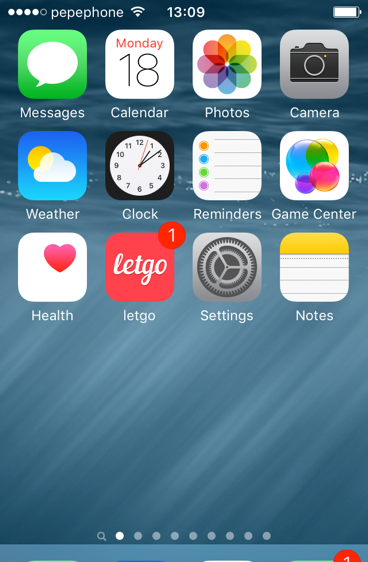 pepephone 13:09
Monday
18
Messages Calendar Photos Camera
12
11 1
10 2
9 3
8 4
7 5
6
Weather Clock Reminders Game Center
letgo 1
Health letgo Settings Notes
1